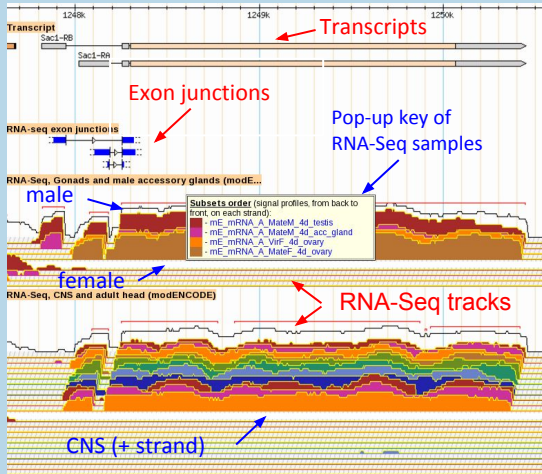 1248k 1249k 1250k
Transcript
Transcripts
Sac1-RB
Sac1-RA
Exon junctions
Pop-up key of
RNA-Seq samples
RNA-seq exon junctions
RNA-Seq, Gonads and male accessory glands (modE...
male
Subsets order (signal profiles, from back to
front, on each strand):
- mE_mRNA_A_MateM_4d_testis
- mE_mRNA_A_MateM_4d_acc_gland
- mE_mRNA_A_VirF_4d_ovary
- mE_mRNA_A_MateF_4d_ovary
female
RNA-Seq, CNS and adult head (modENCODE)
RNA-Seq tracks
CNS (+ strand)